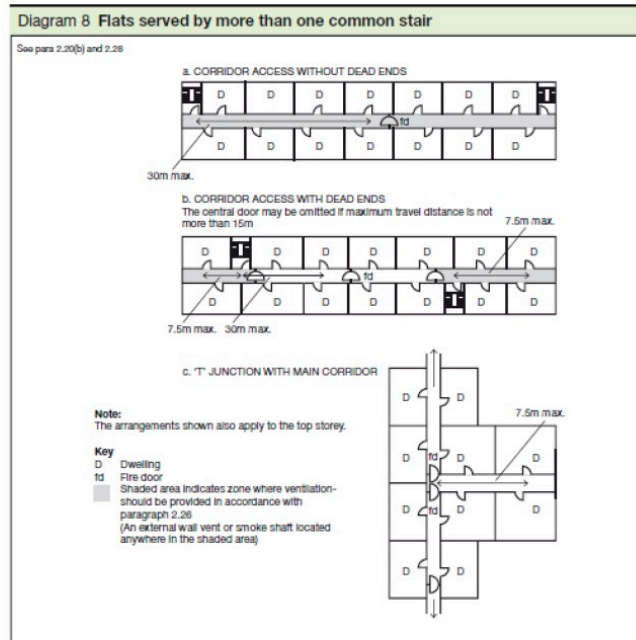 Diagram 8 Flats served by more than one common stair
See para 2.20(b) and 2.26
a. CORRIDOR ACCESS WITHOUT DEAD ENDS
D D D D D D
fd
D D D D D D D
30m max.
b. CORRIDOR ACCESS WITH DEAD ENDS
The central door may be omitted if maximum travel distance is not
more than 15m
7.5m max.
D D D D D D
fd
D D D D D D
7.5m max. 30m max.
c. 'T' JUNCTION WITH MAIN CORRIDOR
D D
7.5m max.
Note:
The arrangements shown also apply to the top storey.
D D D
fd
Key
D Dwelling
fd Fire door
Shaded area indicates zone where ventilation-
should be provided in accordance with
paragraph 2.26
(An external wall vent or smoke shaft located
anywhere in the shaded area)
fd
D D D
D D